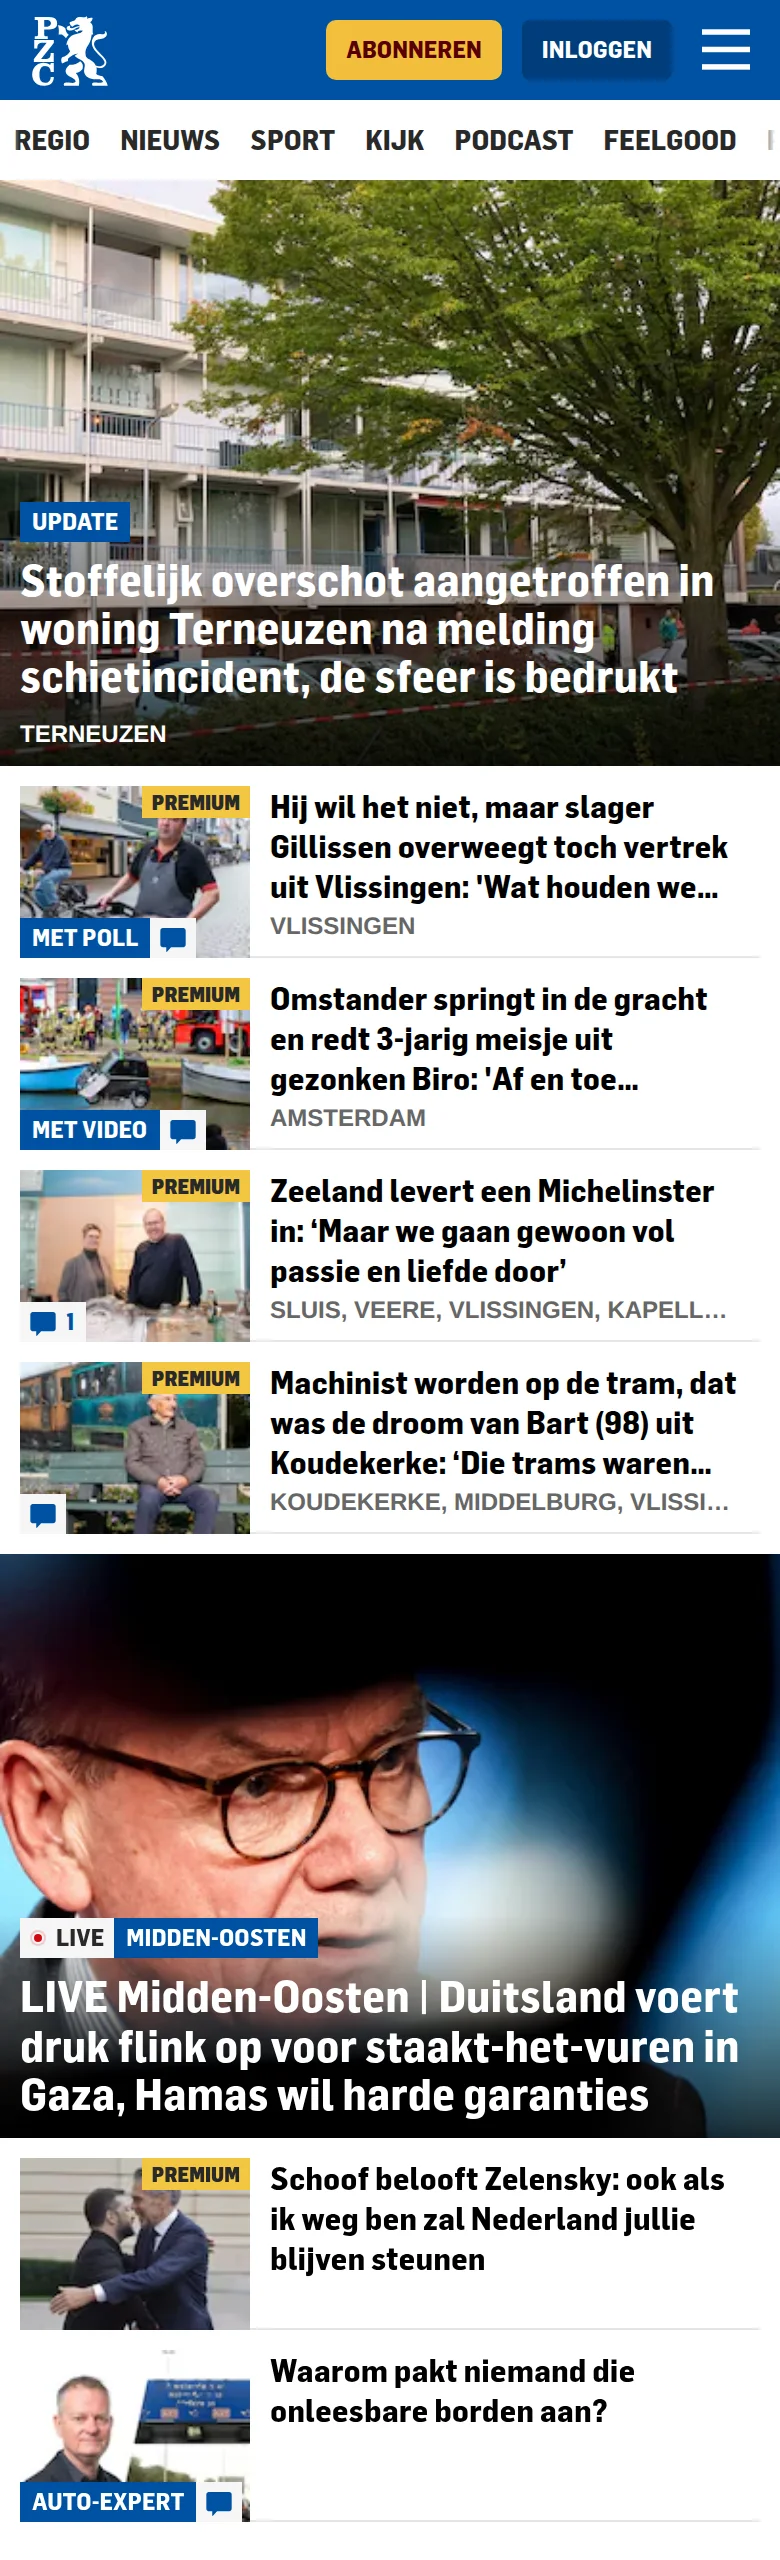 PZC
ABONNEREN
INLOGGEN
REGIO NIEUWS SPORT KIJK PODCAST FEELGOOD
UPDATE
Stoffelijk overschot aangetroffen in
woning Terneuzen na melding
schietincident, de sfeer is bedrukt
TERNEUZEN
PREMIUM
MET POLL
Hij wil het niet, maar slager
Gillissen overweegt toch vertrek
uit Vlissingen: 'Wat houden we...
VLISSINGEN
PREMIUM
MET VIDEO
Omstander springt in de gracht
en redt 3-jarig meisje uit
gezonken Biro: 'Af en toe...
AMSTERDAM
PREMIUM
1
Zeeland levert een Michelinster
in: ‘Maar we gaan gewoon vol
passie en liefde door’
SLUIS, VEERE, VLISSINGEN, KAPELL...
PREMIUM
Machinist worden op de tram, dat
was de droom van Bart (98) uit
Koudekerke: ‘Die trams waren...
KOUDEKERKE, MIDDELBURG, VLISSI...
LIVE MIDDEN-OOSTEN
LIVE Midden-Oosten | Duitsland voert
druk flink op voor staakt-het-vuren in
Gaza, Hamas wil harde garanties
PREMIUM
Schoof belooft Zelensky: ook als
ik weg ben zal Nederland jullie
blijven steunen
AUTO-EXPERT
Waarom pakt niemand die
onleesbare borden aan?